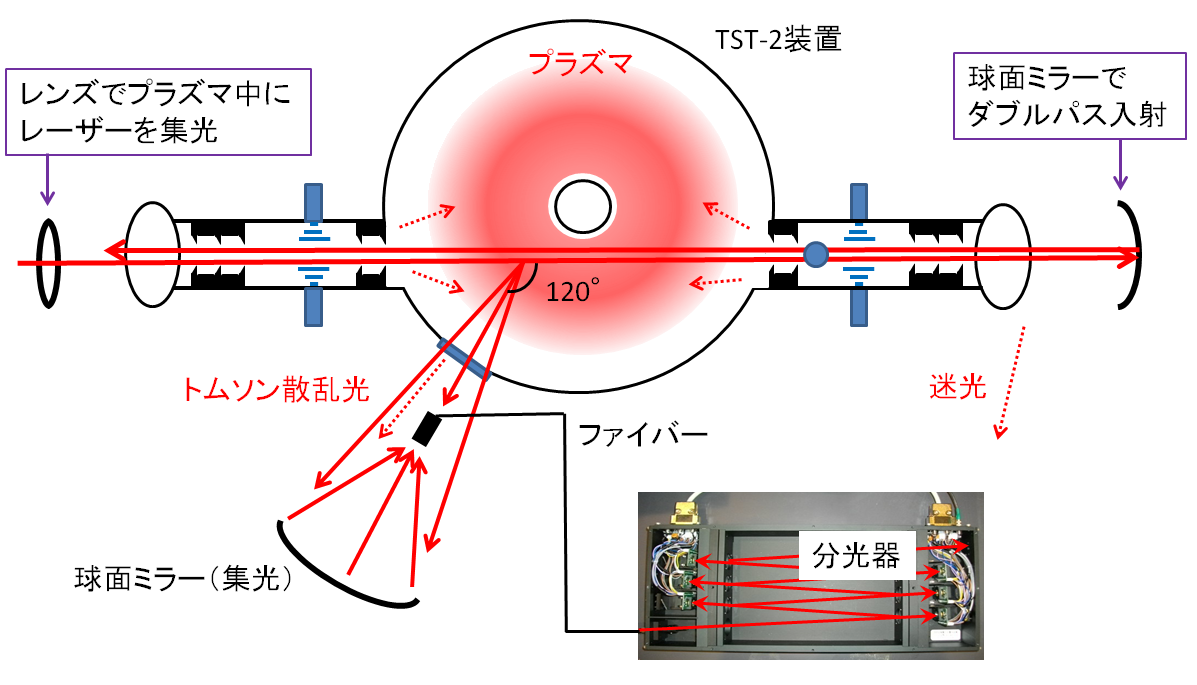 TST-2装置
プラズマ
レンズでプラズマ中に
レーザーを集光
球面ミラーで
ダブルパス入射
120°
トムソン散乱光
迷光
ファイバー
分光器
球面ミラー(集光)